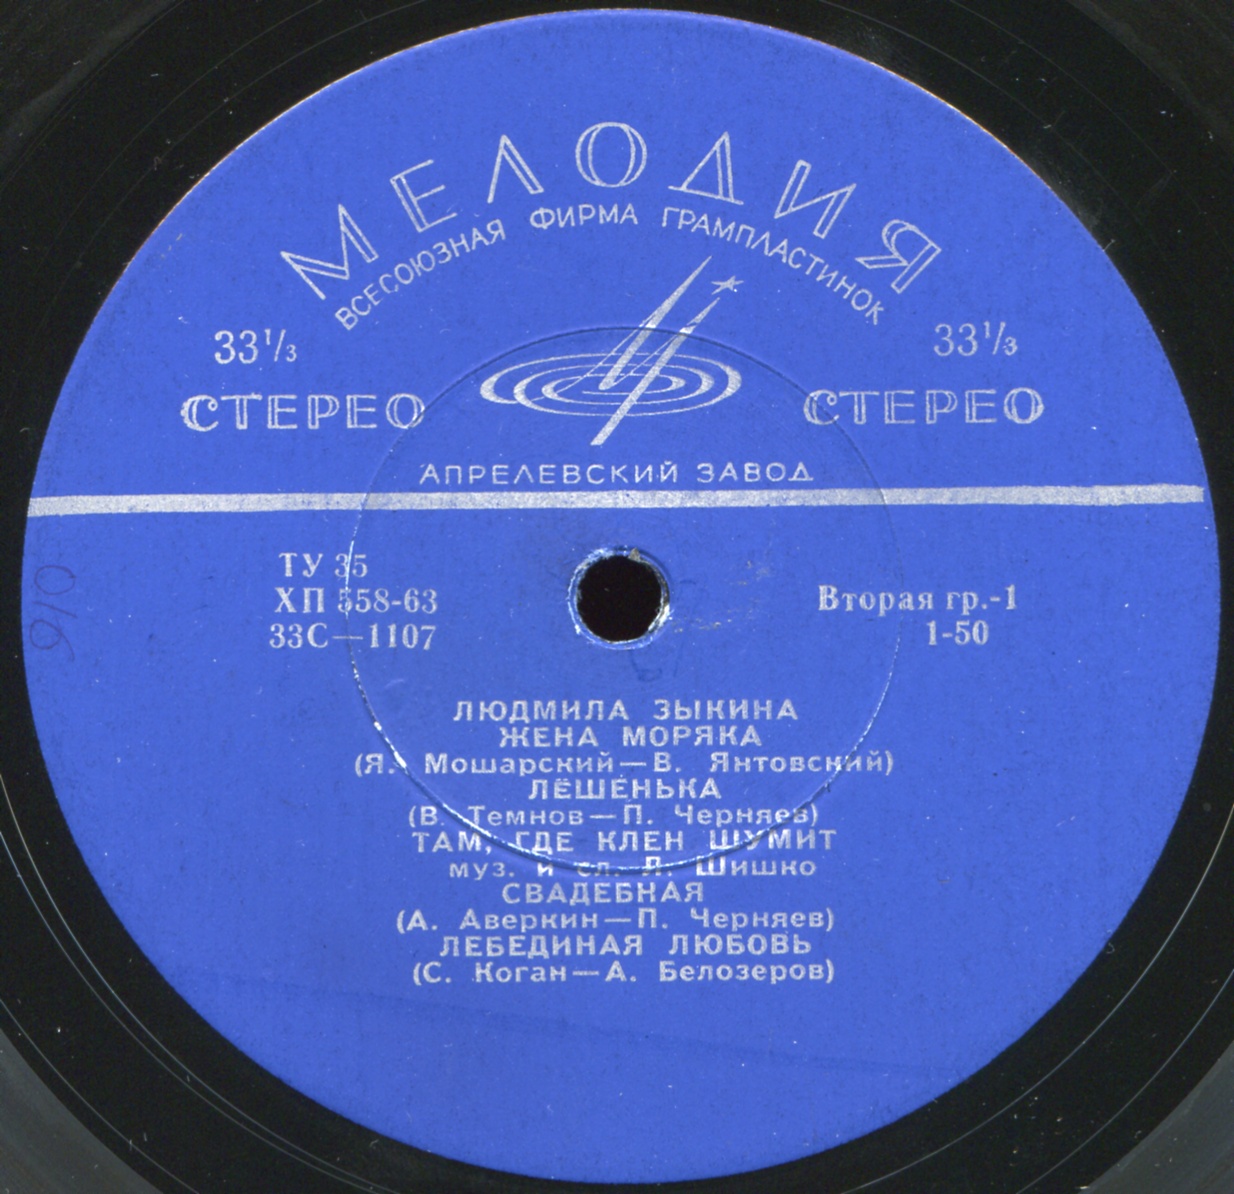 МЕЛОДИЯ
ВСЕСОЮЗНАЯ ФИРМА ГРАМПЛАСТИНОК
33⅓ 33⅓
СТЕРЕО СТЕРЕО
АПРЕЛЕВСКИЙ ЗАВОД
ТУ 35
ХП 558-63 Вторая гр.-1
33С—1107 1-50
910
ЛЮДМИЛА ЗЫКИНА
ЖЕНА МОРЯКА
(Я. Мошарский—В. Янтовский)
ЛЁШЕНЬКА
(В. Темнов—П. Черняев)
ТАМ, ГДЕ КЛЕН ШУМИТ
муз. и сл. Л. Шишко
СВАДЕБНАЯ
(А. Аверкин—П. Черняев)
ЛЕБЕДИНАЯ ЛЮБОВЬ
(С. Коган—А. Белозеров)